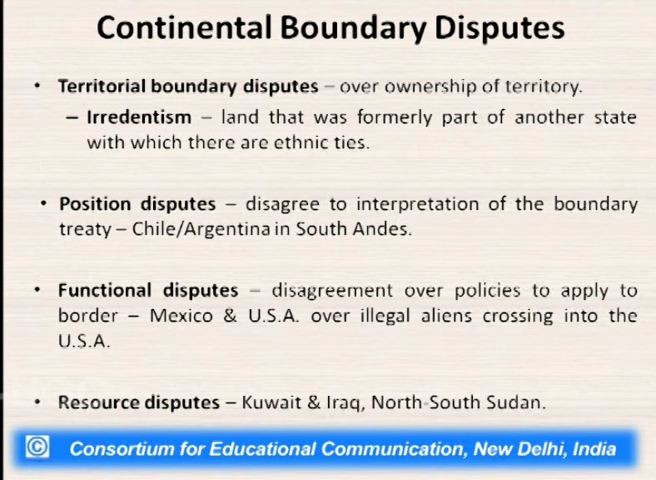 Continental Boundary Disputes
• Territorial boundary disputes – over ownership of territory.
– Irredentism – land that was formerly part of another state
with which there are ethnic ties.
• Position disputes – disagree to interpretation of the boundary
treaty – Chile/Argentina in South Andes.
• Functional disputes – disagreement over policies to apply to
border – Mexico & U.S.A. over illegal aliens crossing into the
U.S.A.
• Resource disputes – Kuwait & Iraq, North-South Sudan.
© Consortium for Educational Communication, New Delhi, India